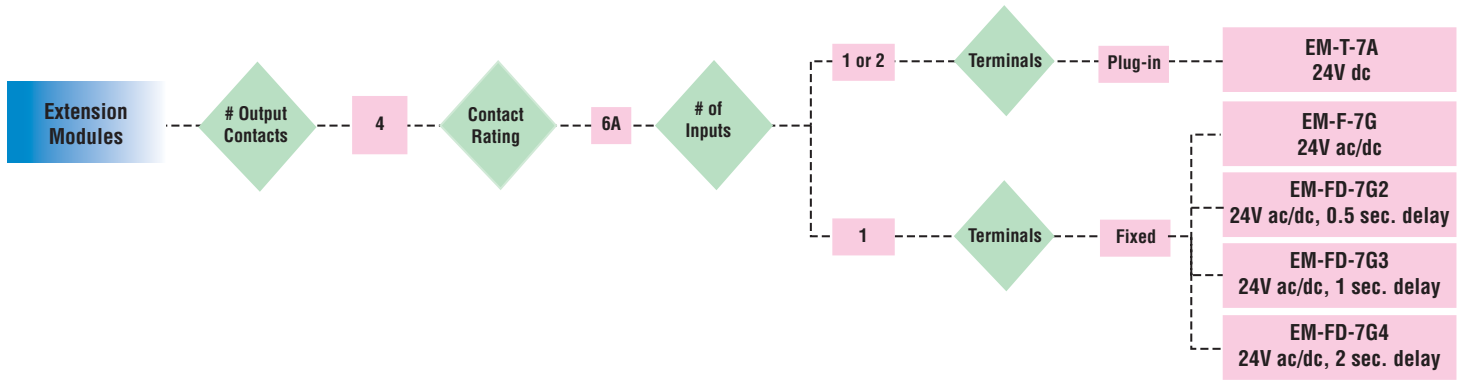 Extension
Modules
# Output
Contacts
4
Contact
Rating
6A
# of
Inputs
1 or 2
Terminals
Plug-in
EM-T-7A
24V dc
1
Terminals
Fixed
EM-F-7G
24V ac/dc
EM-FD-7G2
24V ac/dc, 0.5 sec. delay
EM-FD-7G3
24V ac/dc, 1 sec. delay
EM-FD-7G4
24V ac/dc, 2 sec. delay